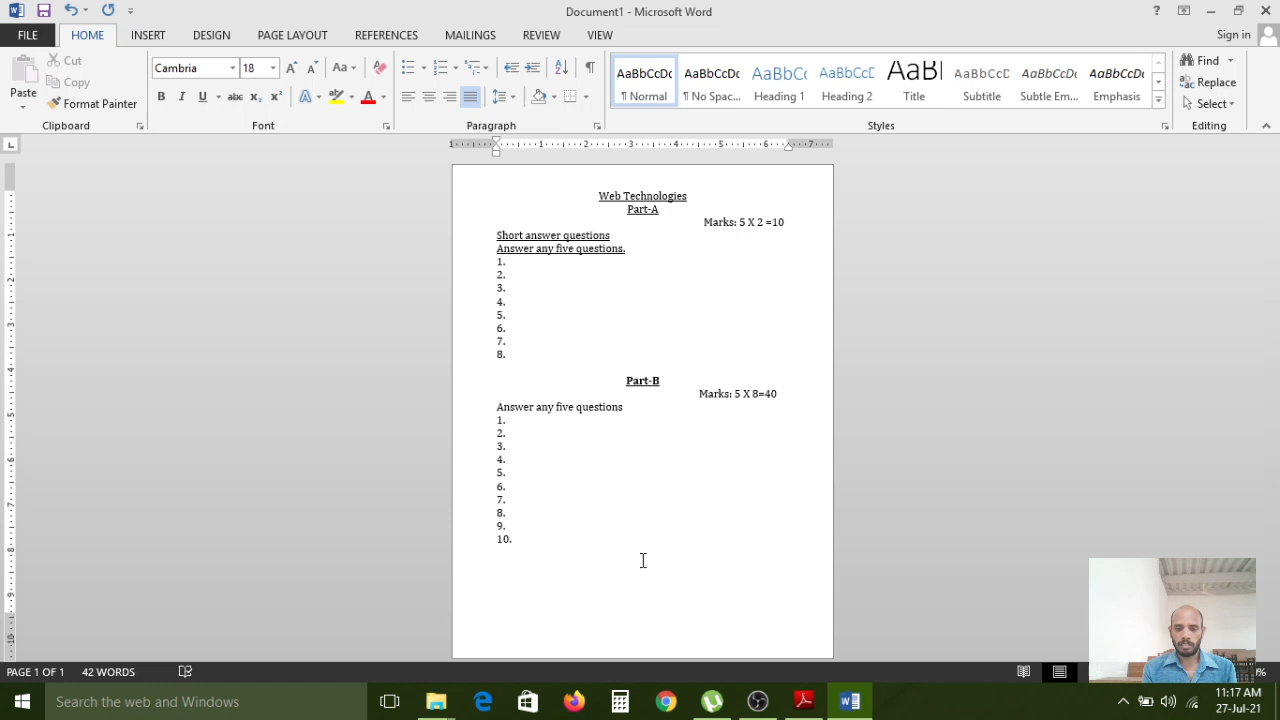 Document1 - Microsoft Word
?
FILE HOME INSERT DESIGN PAGE LAYOUT REFERENCES MAILINGS REVIEW VIEW Sign in
Paste
Cut
Copy
Format Painter
Clipboard
Cambria 18
Font
Paragraph
AaBbCcDc AaBbCcDc AaBbCc AaBbCcD AaBI AaBbCcD AaBbCcDc AaBbCcDc
¶ Normal ¶ No Spac... Heading 1 Heading 2 Title Subtitle Subtle Em... Emphasis
Styles
Find
Replace
Select
Editing
Web Technologies
Part-A
Marks: 5 X 2 =10
Short answer questions
Answer any five questions.
1.
2.
3.
4.
5.
6.
7.
8.
Part-B
Marks: 5 X 8=40
Answer any five questions
1.
2.
3.
4.
5.
6.
7.
8.
9.
10.
PAGE 1 OF 1 42 WORDS
Search the web and Windows
11:17 AM
27-Jul-21